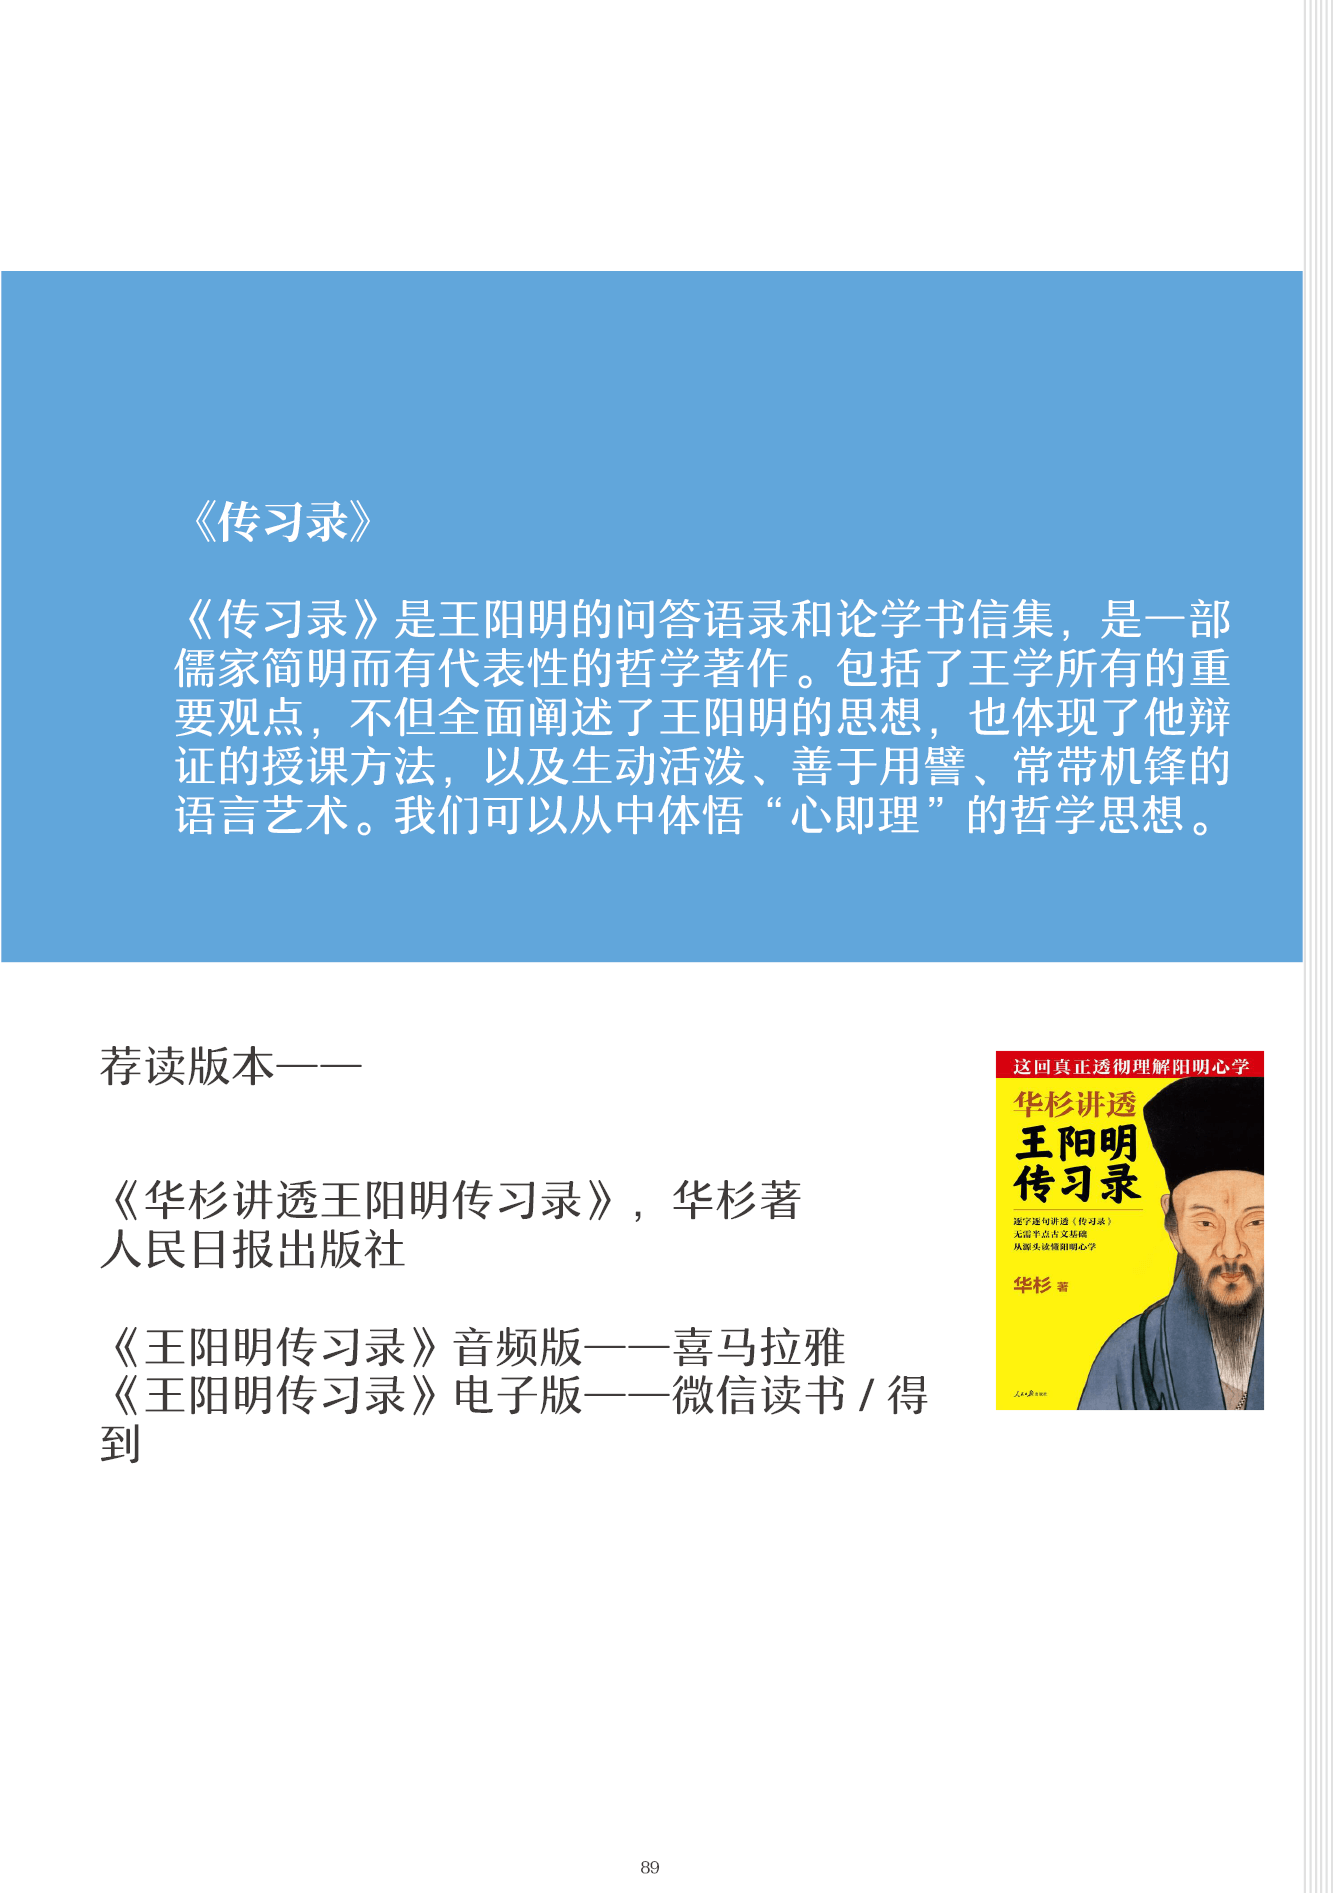 《传习录》
《传习录》是王阳明的问答语录和论学书信集，是一部
儒家简明而有代表性的哲学著作。包括了王学所有的重
要观点，不但全面阐述了王阳明的思想，也体现了他辩
证的授课方法，以及生动活泼、善于用譬、常带机锋的
语言艺术。我们可以从中体悟“心即理”的哲学思想。
荐读版本——
《华杉讲透王阳明传习录》，华杉著
人民日报出版社
《王阳明传习录》音频版——喜马拉雅
《王阳明传习录》电子版——微信读书 / 得
到
这回真正透彻理解阳明心学
华杉讲透
王阳明
传习录
逐字逐句讲透《传习录》
无需半点古文基础
从源头读懂阳明心学
华杉 著
人民日报出版社
89